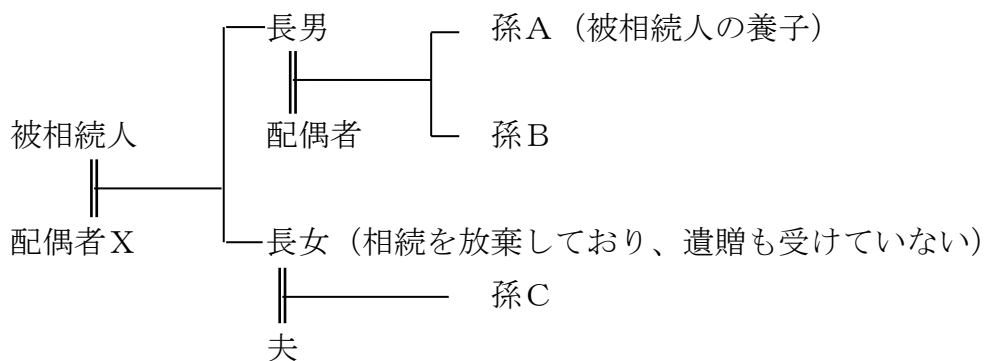 長男 孫A(被相続人の養子)
被相続人 配偶者 孫B
配偶者X 長女(相続を放棄しており、遺贈も受けていない)
孫C
夫